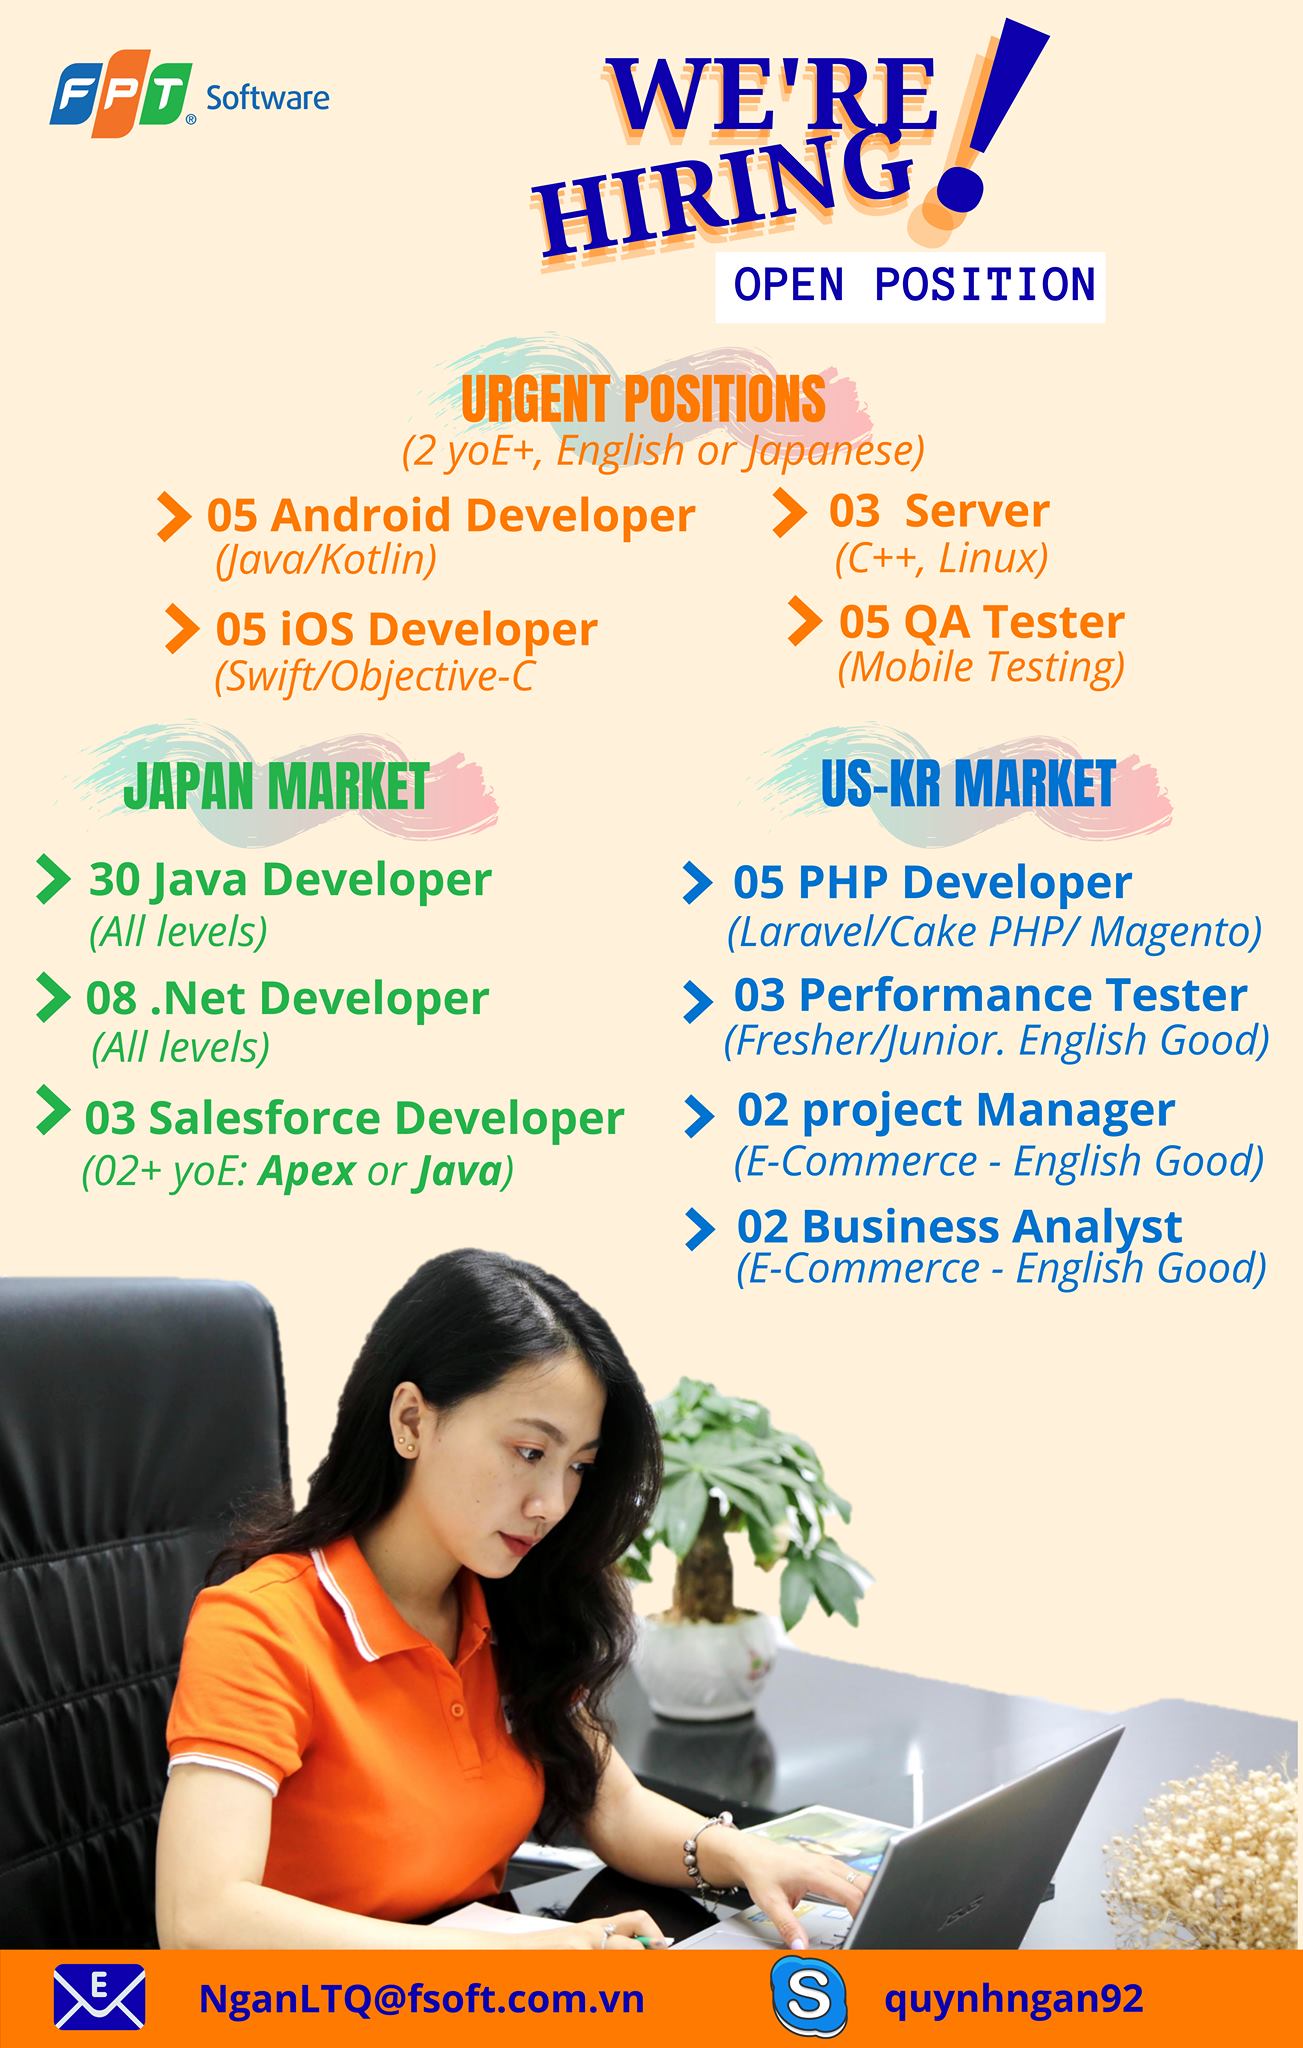 FPT® Software
WE'RE
HIRING!
OPEN POSITION
URGENT POSITIONS
(2 yoE+, English or Japanese)
05 Android Developer
(Java/Kotlin)
05 iOS Developer
(Swift/Objective-C
03 Server
(C++, Linux)
05 QA Tester
(Mobile Testing)
JAPAN MARKET
30 Java Developer
(All levels)
08 .Net Developer
(All levels)
03 Salesforce Developer
(02+ yoE: Apex or Java)
US-KR MARKET
05 PHP Developer
(Laravel/Cake PHP/ Magento)
03 Performance Tester
(Fresher/Junior. English Good)
02 project Manager
(E-Commerce - English Good)
02 Business Analyst
(E-Commerce - English Good)
ASUS
E
NganLTQ@fsoft.com.vn
S
quynhngan92